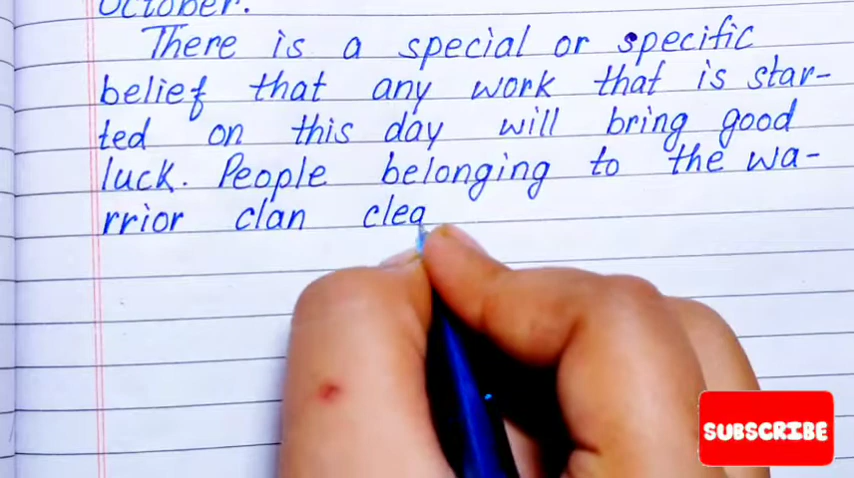 October.
There is a special or specific
belief that any work that is star-
ted on this day will bring good
luck. People belonging to the wa-
rrior clan clea
SUBSCRIBE